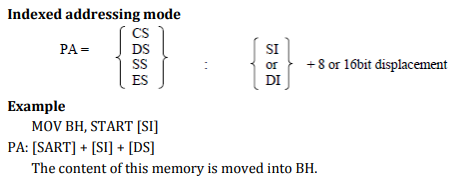 Indexed addressing mode
CS
PA = DS : SI
SS or + 8 or 16bit displacement
ES DI
Example
MOV BH, START [SI]
PA: [SART] + [SI] + [DS]
The content of this memory is moved into BH.